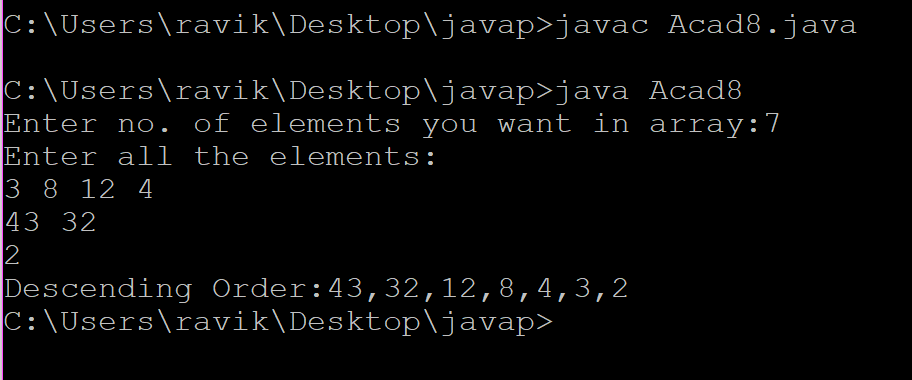 C:\Users\ravik\Desktop\javap>javac Acad8.java
C:\Users\ravik\Desktop\javap>java Acad8
Enter no. of elements you want in array:7
Enter all the elements:
3 8 12 4
43 32
2
Descending Order:43,32,12,8,4,3,2
C:\Users\ravik\Desktop\javap>